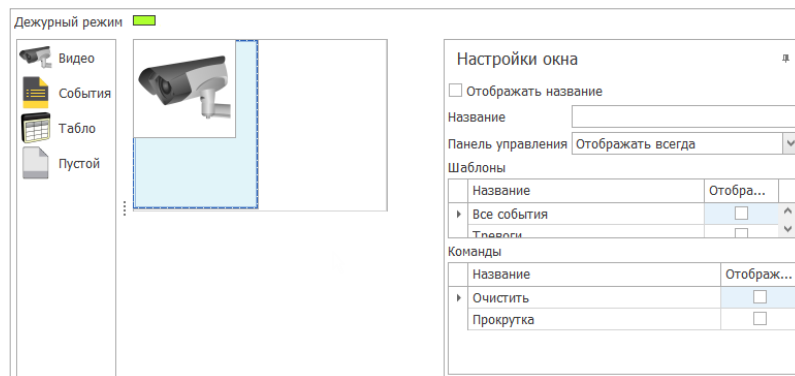 Дежурный режим
Видео
События
Табло
Пустой
Настройки окна
Отображать название
Название
Панель управления Отображать всегда
Шаблоны
Название Отобра...
Все события
Тревоги
Команды
Название Отображ...
Очистить
Прокрутка